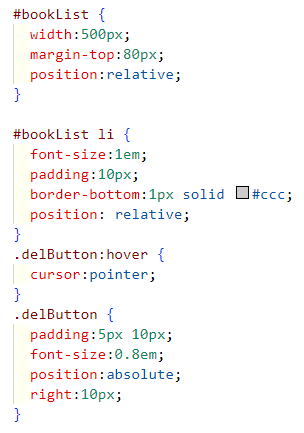 #bookList {
  width:500px;
  margin-top:80px;
  position:relative;
}

#bookList li {
  font-size:1em;
  padding:10px;
  border-bottom:1px solid #ccc;
  position: relative;
}
.delButton:hover {
  cursor:pointer;
}
.delButton {
  padding:5px 10px;
  font-size:0.8em;
  position:absolute;
  right:10px;
}